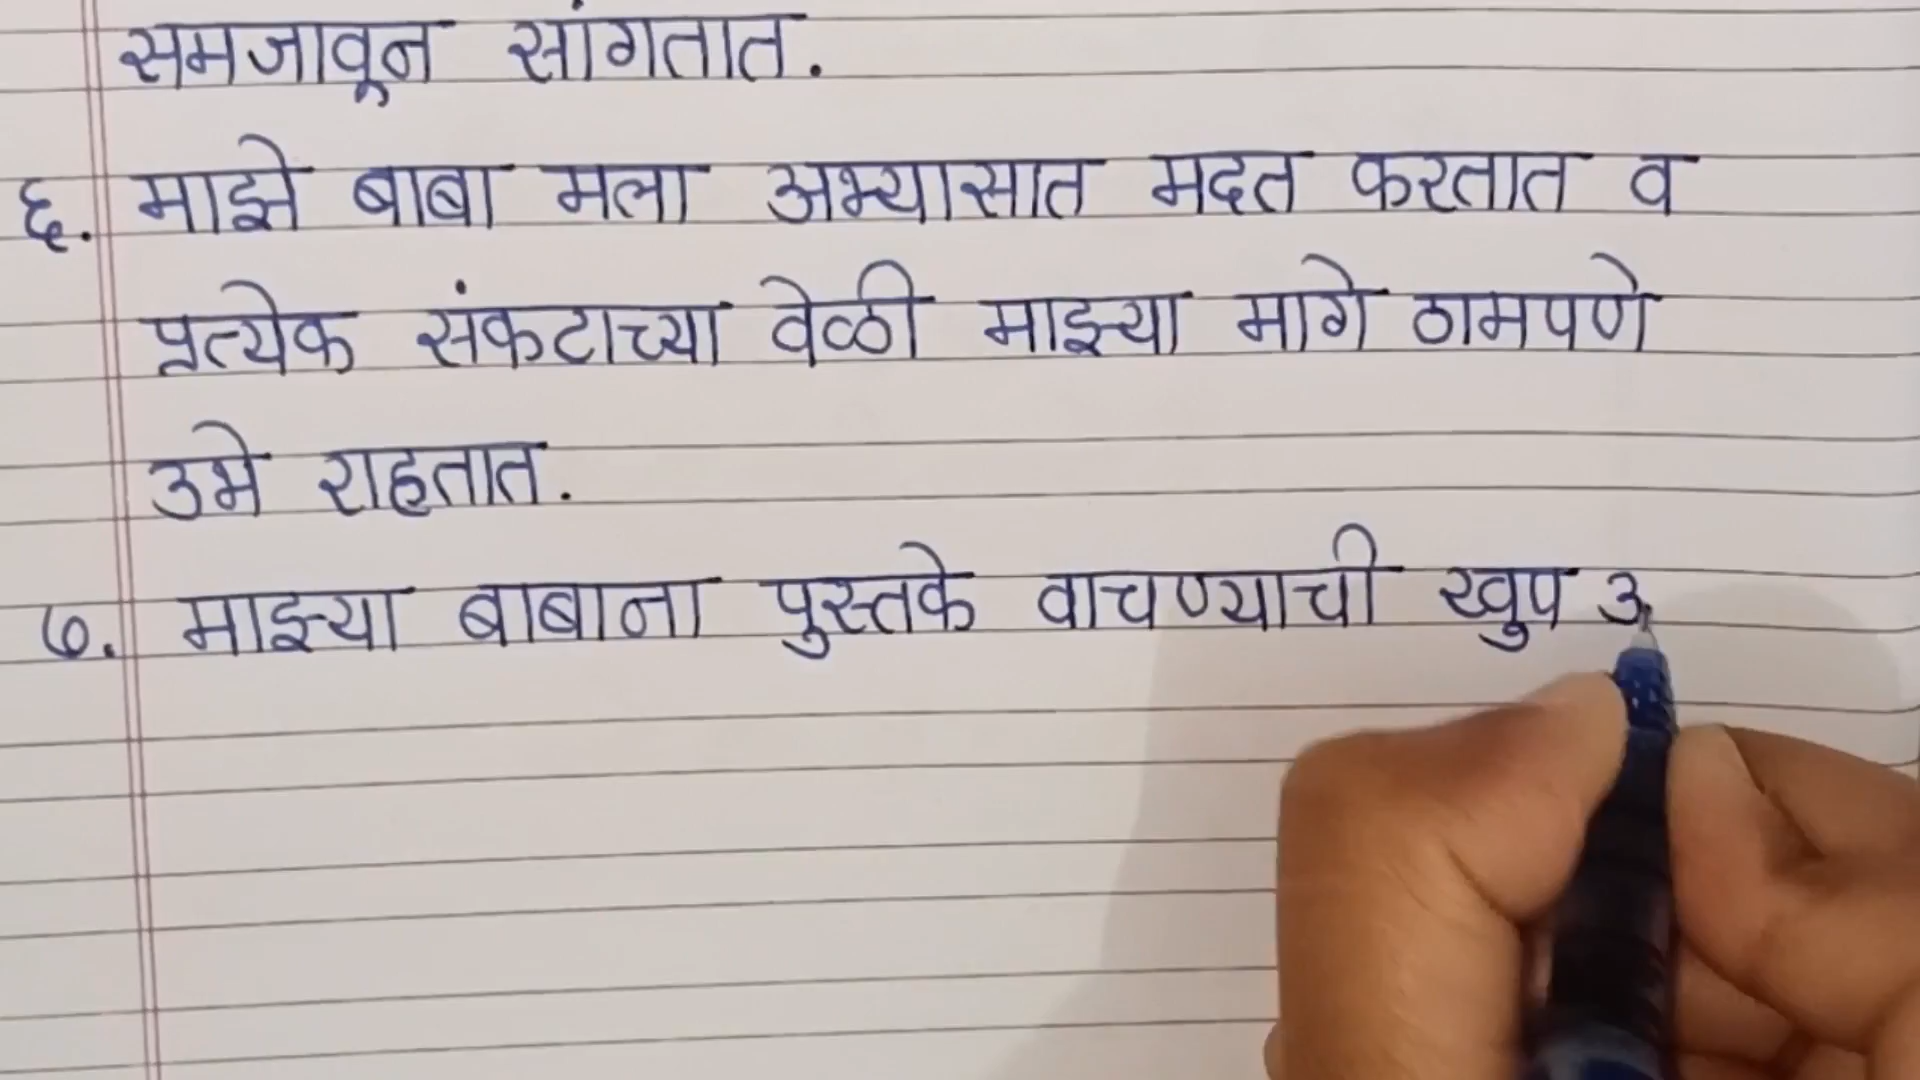 समजावून सांगतात.
६. माझे बाबा मला अभ्यासात मदत करतात व
प्रत्येक संकटाच्या वेळी माझ्या मागे ठामपणे
उभे राहतात.
७. माझ्या बाबाना पुस्तके वाचण्याची खुप